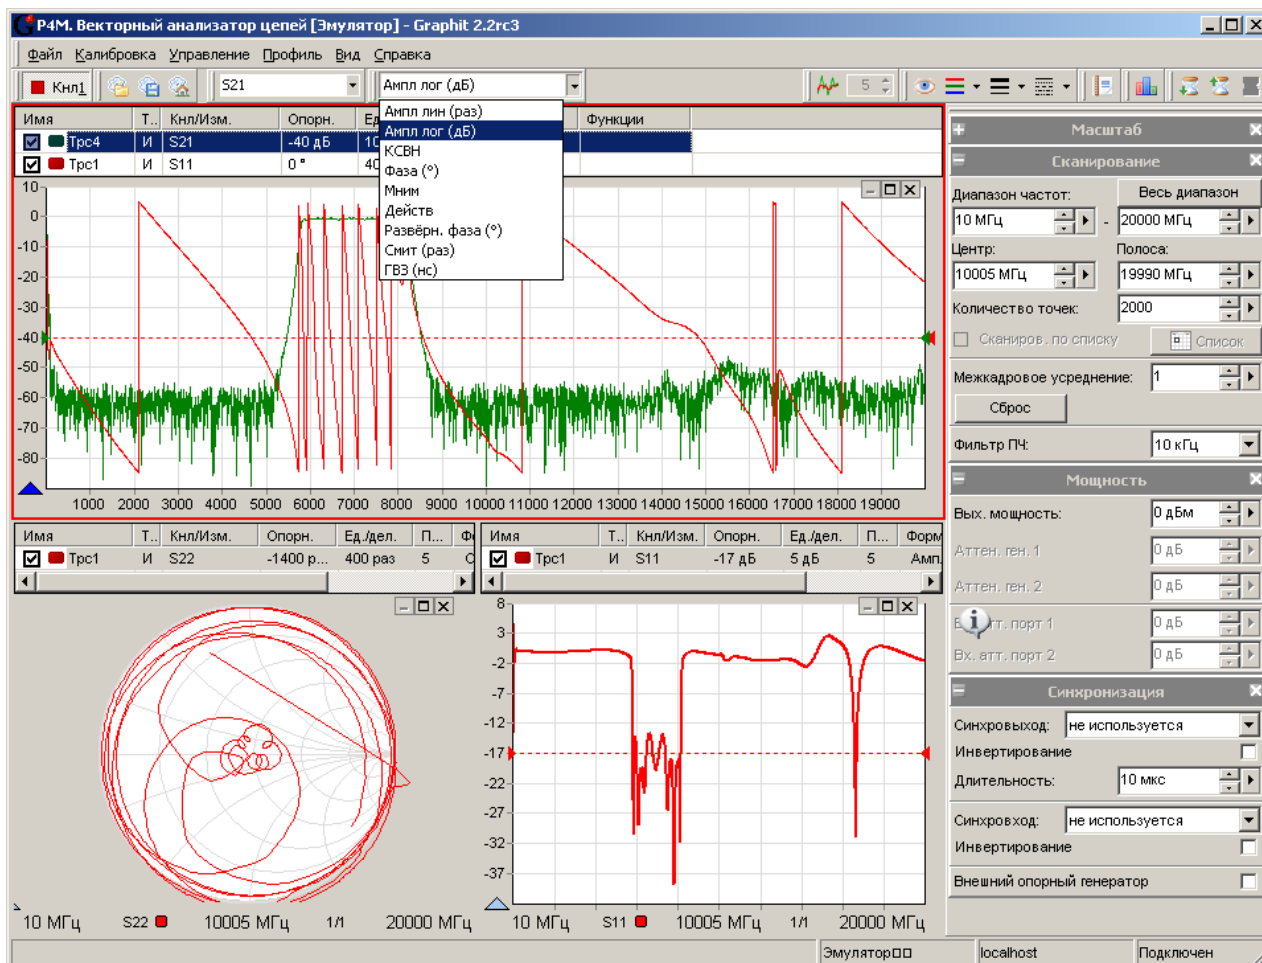 Р4М. Векторный анализатор цепей [Эмулятор] - Graphit 2.2rc3
Файл Калибровка Управление Профиль Вид Справка
Кнл1 S21 Ампл лог (дБ) 5
Имя Т.. Кнл/Изм. Опорн. Функции
Трс4 И S21 -40 дБ
Трс1 И S11 0 °
Ампл лин (раз)
Ампл лог (дБ)
КСВН
Фаза (°)
Мним
Действ
Развёрн. фаза (°)
Смит (раз)
ГВЗ (нс)
10
0
-10
-20
-30
-40
-50
-60
-70
-80
1000 2000 3000 4000 5000 6000 7000 8000 9000 10000 11000 12000 13000 14000 15000 16000 17000 18000 19000
Имя Т.. Кнл/Изм. Опорн. Ед./дел. П...
Трс1 И S22 -1400 р... 400 раз 5
10 МГц S22 10005 МГц 1/1 20000 МГц
Имя Т.. Кнл/Изм. Опорн. Ед./дел. П... Форм
Трс1 И S11 -17 дБ 5 дБ 5 Амп.
8
3
-2
-7
-12
-17
-22
-27
-32
-37
10 МГц S11 10005 МГц 1/1 20000 МГц
Масштаб
Сканирование
Диапазон частот: Весь диапазон
10 МГц - 20000 МГц
Центр: Полоса:
10005 МГц 19990 МГц
Количество точек: 2000
Сканиров. по списку Список
Межкадровое усреднение: 1
Сброс
Фильтр ПЧ: 10 кГц
Мощность
Вых. мощность: 0 дБм
Аттен. ген. 1 0 дБ
Аттен. ген. 2 0 дБ
тт. порт 1 0 дБ
Вх. атт. порт 2 0 дБ
Синхронизация
Синхровыход: не используется
Инвертирование
Длительность: 10 мкс
Синхровход: не используется
Инвертирование
Внешний опорный генератор
Эмулятор localhost Подключен